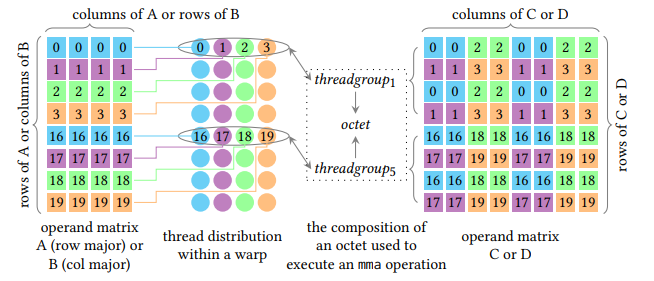 columns of A or rows of B
columns of C or D
rows of A or columns of B
0 0 0 0
1 1 1 1
2 2 2 2
3 3 3 3
16 16 16 16
17 17 17 17
18 18 18 18
19 19 19 19
0 1 2 3
16 17 18 19
threadgroup1
octet
threadgroup5
0 0 2 2 0 0 2 2
1 1 3 3 1 1 3 3
0 0 2 2 0 0 2 2
1 1 3 3 1 1 3 3
16 16 18 18 16 16 18 18
17 17 19 19 17 17 19 19
16 16 18 18 16 16 18 18
17 17 19 19 17 17 19 19
rows of C or D
operand matrix
A (row major) or
B (col major)
thread distribution
within a warp
the composition of
an octet used to
execute an mma operation
operand matrix
C or D